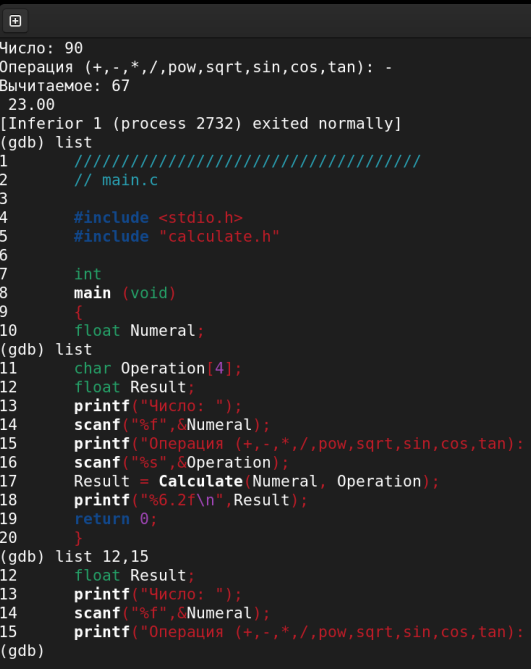 Число: 90
Операция (+,-,*,/,pow,sqrt,sin,cos,tan): -
Вычитаемое: 67
 23.00
[Inferior 1 (process 2732) exited normally]
(gdb) list
1	/////////////////////////////////////
2	// main.c
3
4	#include <stdio.h>
5	#include "calculate.h"
6
7	int
8	main (void)
9	{
10	float Numeral;
(gdb) list
11	char Operation[4];
12	float Result;
13	printf("Число: ");
14	scanf("%f",&Numeral);
15	printf("Операция (+,-,*,/,pow,sqrt,sin,cos,tan):
16	scanf("%s",&Operation);
17	Result = Calculate(Numeral, Operation);
18	printf("%6.2f\n",Result);
19	return 0;
20	}
(gdb) list 12,15
12	float Result;
13	printf("Число: ");
14	scanf("%f",&Numeral);
15	printf("Операция (+,-,*,/,pow,sqrt,sin,cos,tan):
(gdb)